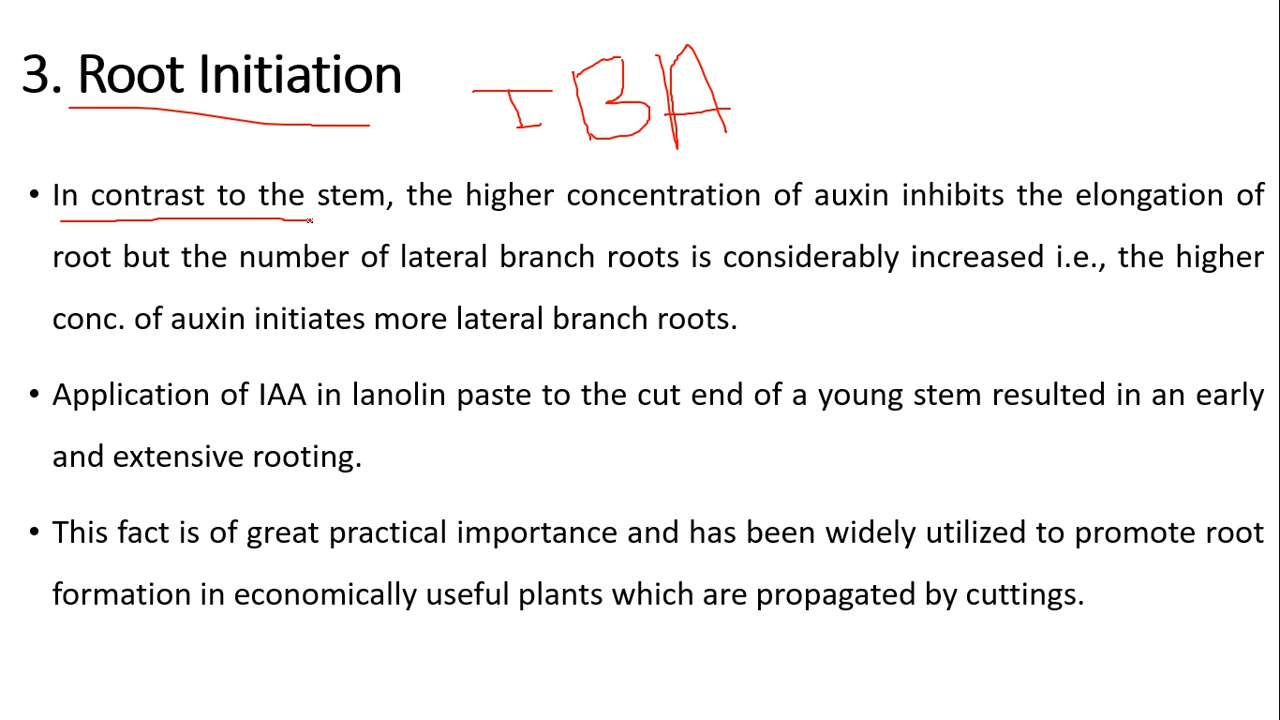 3. Root Initiation IBA
• In contrast to the stem, the higher concentration of auxin inhibits the elongation of
root but the number of lateral branch roots is considerably increased i.e., the higher
conc. of auxin initiates more lateral branch roots.
• Application of IAA in lanolin paste to the cut end of a young stem resulted in an early
and extensive rooting.
• This fact is of great practical importance and has been widely utilized to promote root
formation in economically useful plants which are propagated by cuttings.